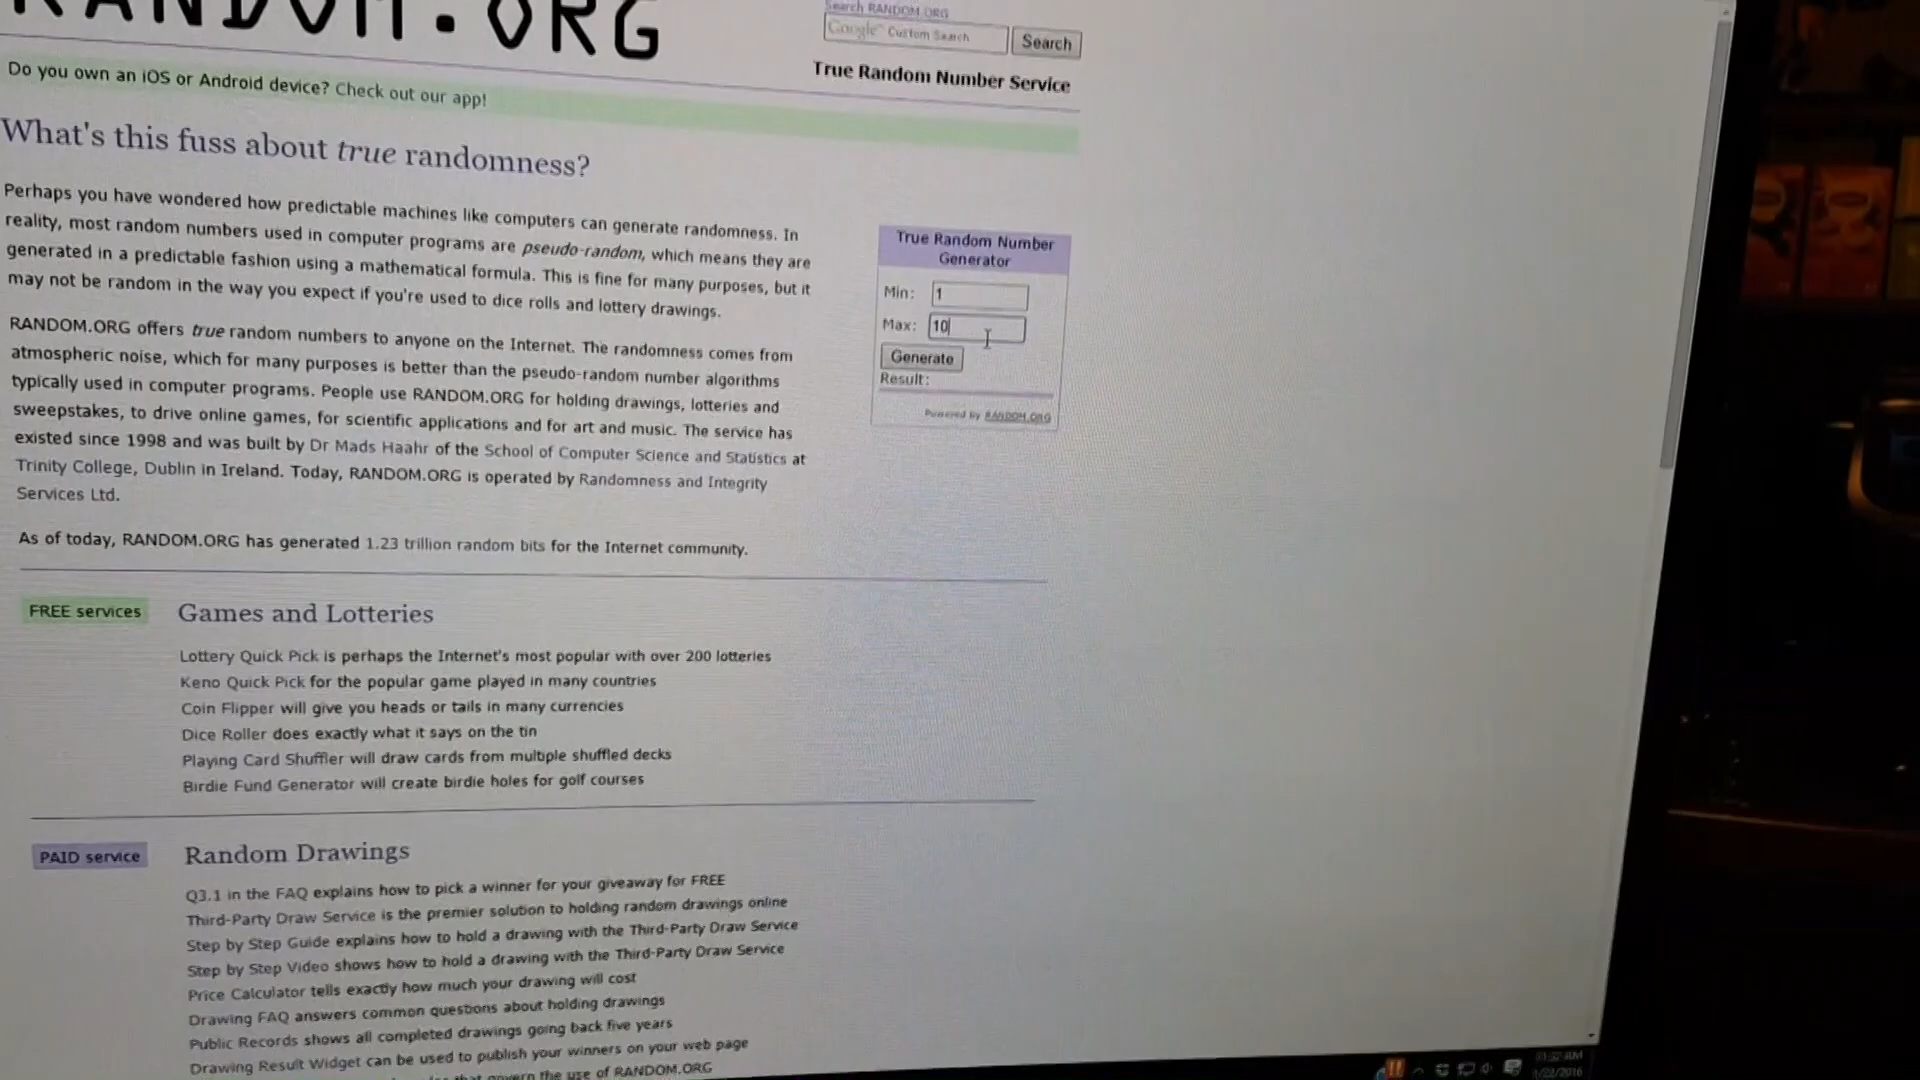 RANDOM.ORG
Search RANDOM.ORG
Google™ Custom Search
Search
True Random Number Service
Do you own an iOS or Android device? Check out our app!
What's this fuss about true randomness?
Perhaps you have wondered how predictable machines like computers can generate randomness. In
reality, most random numbers used in computer programs are pseudo-random, which means they are
generated in a predictable fashion using a mathematical formula. This is fine for many purposes, but it
may not be random in the way you expect if you're used to dice rolls and lottery drawings.
RANDOM.ORG offers true random numbers to anyone on the Internet. The randomness comes from
atmospheric noise, which for many purposes is better than the pseudo-random number algorithms
typically used in computer programs. People use RANDOM.ORG for holding drawings, lotteries and
sweepstakes, to drive online games, for scientific applications and for art and music. The service has
existed since 1998 and was built by Dr Mads Haahr of the School of Computer Science and Statistics at
Trinity College, Dublin in Ireland. Today, RANDOM.ORG is operated by Randomness and Integrity
Services Ltd.
As of today, RANDOM.ORG has generated 1.23 trillion random bits for the Internet community.
True Random Number
Generator
Min: 1
Max: 10
Generate
Result:
Powered by RANDOM.ORG
FREE services
Games and Lotteries
Lottery Quick Pick is perhaps the Internet's most popular with over 200 lotteries
Keno Quick Pick for the popular game played in many countries
Coin Flipper will give you heads or tails in many currencies
Dice Roller does exactly what it says on the tin
Playing Card Shuffler will draw cards from multiple shuffled decks
Birdie Fund Generator will create birdie holes for golf courses
PAID service
Random Drawings
Q3.1 in the FAQ explains how to pick a winner for your giveaway for FREE
Third-Party Draw Service is the premier solution to holding random drawings online
Step by Step Guide explains how to hold a drawing with the Third-Party Draw Service
Step by Step Video shows how to hold a drawing with the Third-Party Draw Service
Price Calculator tells exactly how much your drawing will cost
Drawing FAQ answers common questions about holding drawings
Public Records shows all completed drawings going back five years
Drawing Result Widget can be used to publish your winners on your web page
that govern the use of RANDOM.ORG